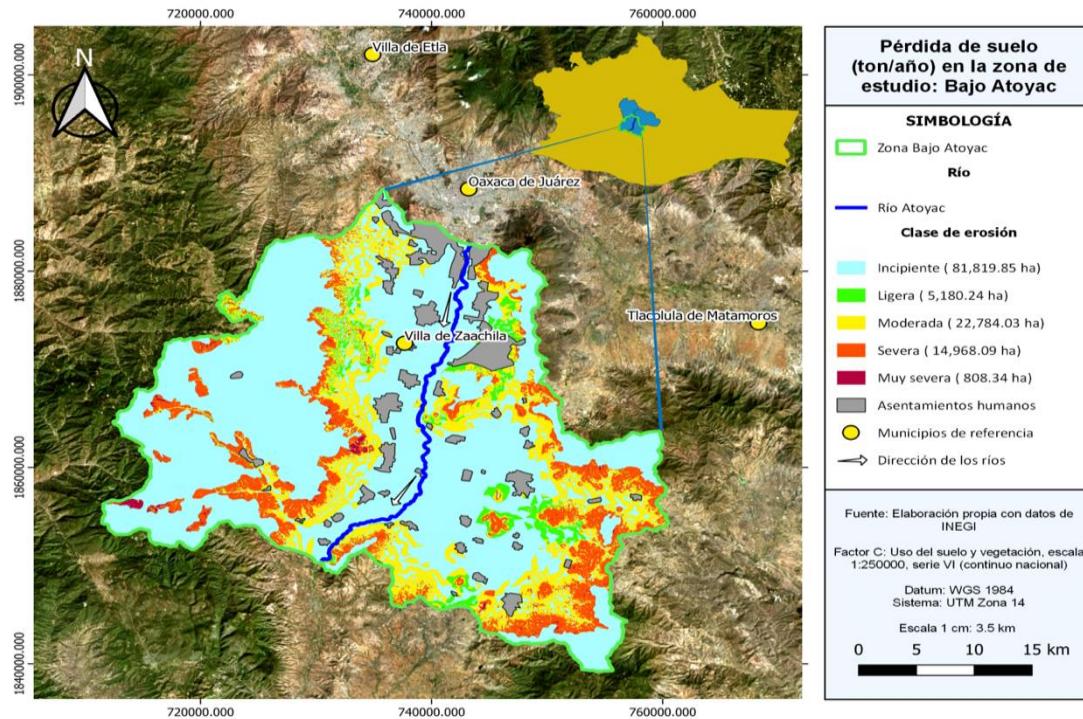 720000.000
740000.000
760000.000
1900000.000
1880000.000
1860000.000
1840000.000
N
Villa de Etla
Oaxaca de Juárez
Tlacolula de Matamoros
Villa de Zaachila
720000.000
740000.000
760000.000
Pérdida de suelo
(ton/año) en la zona de
estudio: Bajo Atoyac
SIMBOLOGÍA
Zona Bajo Atoyac
Río
Río Atoyac
Clase de erosión
Incipiente ( 81,819.85 ha)
Ligera ( 5,180.24 ha)
Moderada ( 22,784.03 ha)
Severa ( 14,968.09 ha)
Muy severa ( 808.34 ha)
Asentamientos humanos
Municipios de referencia
Dirección de los ríos
Fuente: Elaboración propia con datos de
INEGI
Factor C: Uso del suelo y vegetación, escala
1:250000, serie VI (continuo nacional)
Datum: WGS 1984
Sistema: UTM Zona 14
Escala 1 cm: 3.5 km
0 5 10 15 km